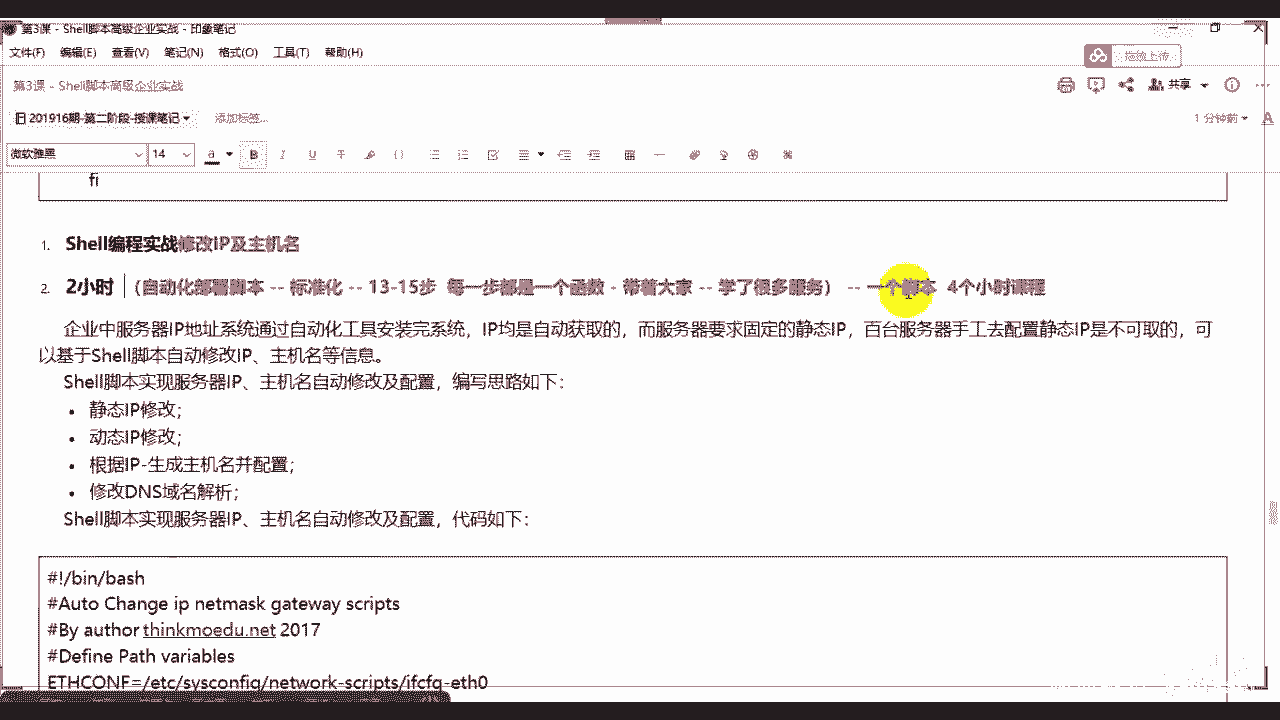 第3课 - Shell脚本高级企业实战 - 印象笔记
文件(F) 编辑(E) 查看(V) 笔记(N) 格式(O) 工具(T) 帮助(H)
拖拽上传
第3课 - Shell脚本高级企业实战
共享
201916期-第二阶段-授课笔记 添加标签...
1 分钟前
微软雅黑 14
fi
1. Shell编程实战修改IP及主机名
2. 2小时 （自动化部署脚本 -- 标准化 -- 13-15步 每一步都是一个函数 - 带着大家 -- 学了很多服务） -- 一个脚本 4个小时课程
企业中服务器IP地址系统通过自动化工具安装完系统，IP均是自动获取的，而服务器要求固定的静态IP，百台服务器手工去配置静态IP是不可取的，可
以基于Shell脚本自动修改IP、主机名等信息。
Shell脚本实现服务器IP、主机名自动修改及配置，编写思路如下：
• 静态IP修改；
• 动态IP修改；
• 根据IP-生成主机名并配置；
• 修改DNS域名解析；
Shell脚本实现服务器IP、主机名自动修改及配置，代码如下：
#!/bin/bash
#Auto Change ip netmask gateway scripts
#By author thinkmoedu.net 2017
#Define Path variables
ETHCONF=/etc/sysconfig/network-scripts/ifcfg-eth0